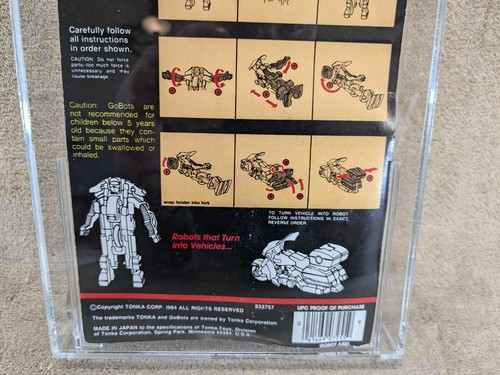 Carefully follow
all instructions
in order shown.
CAUTION: Do not force
parts-too much force is
unnecessary and may
cause breakage
Caution: GoBots are
not recommended for
children below 5 years
old because they con-
tain small parts which
could be swallowed or
inhaled.
snap fender into fork
TO TURN VEHICLE INTO ROBOT
FOLLOW INSTRUCTIONS IN EXACT,
REVERSE ORDER.
Robots that Turn
into Vehicles...
©Copyright TONKA CORP. 1984 ALL RIGHTS RESERVED
933757
UPC PROOF OF PURCHASE
The trademarks TONKA and GoBots are owned by Tonka Corporation
MADE IN JAPAN to the specifications of Tonka Toys, Division
of Tonka Corporation, Spring Park, Minnesota 55384, U.S.A.